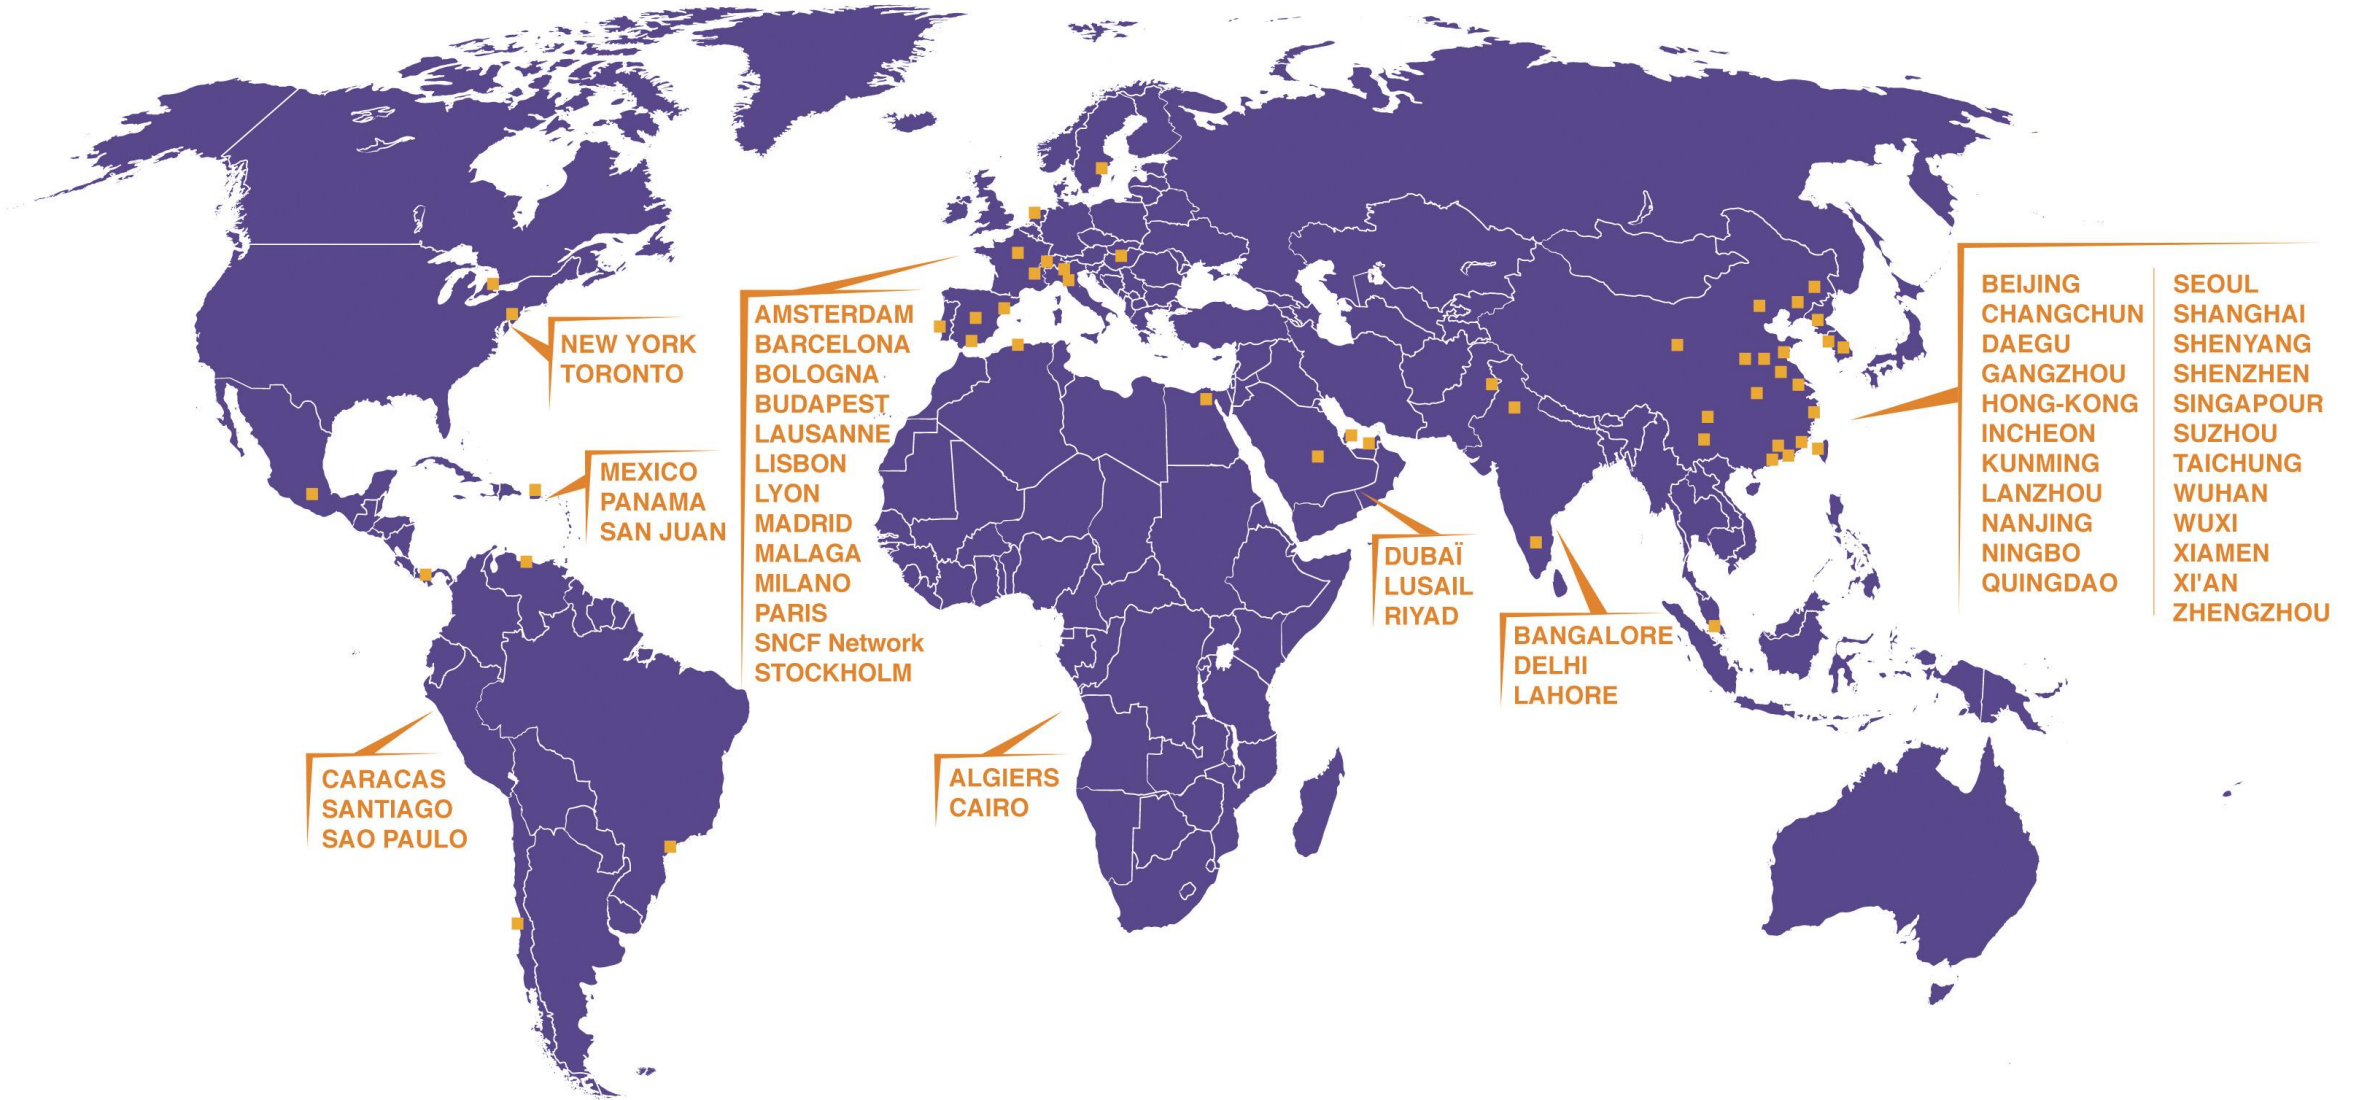 NEW YORK
TORONTO
MEXICO
PANAMA
SAN JUAN
CARACAS
SANTIAGO
SAO PAULO
AMSTERDAM
BARCELONA
BOLOGNA
BUDAPEST
LAUSANNE
LISBON
LYON
MADRID
MALAGA
MILANO
PARIS
SNCF Network
STOCKHOLM
ALGIERS
CAIRO
DUBAÏ
LUSAIL
RIYAD
BANGALORE
DELHI
LAHORE
BEIJING
CHANGCHUN
DAEGU
GANGZHOU
HONG-KONG
INCHEON
KUNMING
LANZHOU
NANJING
NINGBO
QUINGDAO
SEOUL
SHANGHAI
SHENYANG
SHENZHEN
SINGAPOUR
SUZHOU
TAICHUNG
WUHAN
WUXI
XIAMEN
XI'AN
ZHENGZHOU